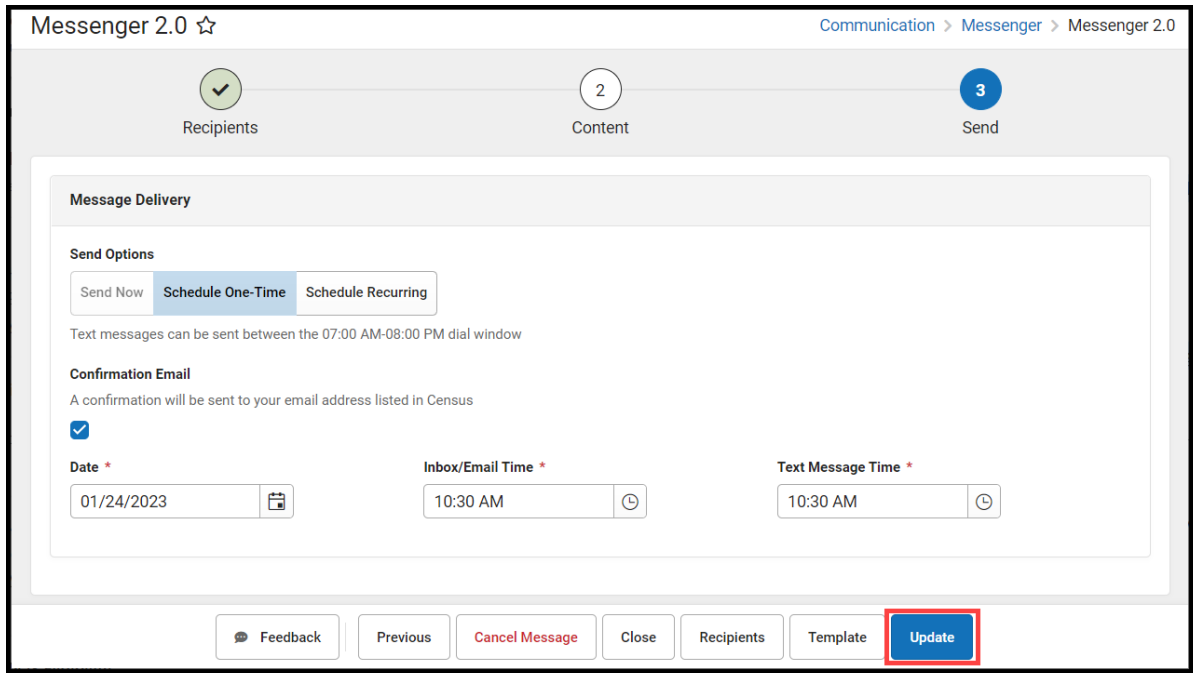 Messenger 2.0
Communication > Messenger > Messenger 2.0
2
3
Recipients
Content
Send
Message Delivery
Send Options
Send Now
Schedule One-Time
Schedule Recurring
Text messages can be sent between the 07:00 AM-08:00 PM dial window
Confirmation Email
A confirmation will be sent to your email address listed in Census
Date *
Inbox/Email Time *
Text Message Time *
01/24/2023
10:30 AM
10:30 AM
Feedback
Previous
Cancel Message
Close
Recipients
Template
Update